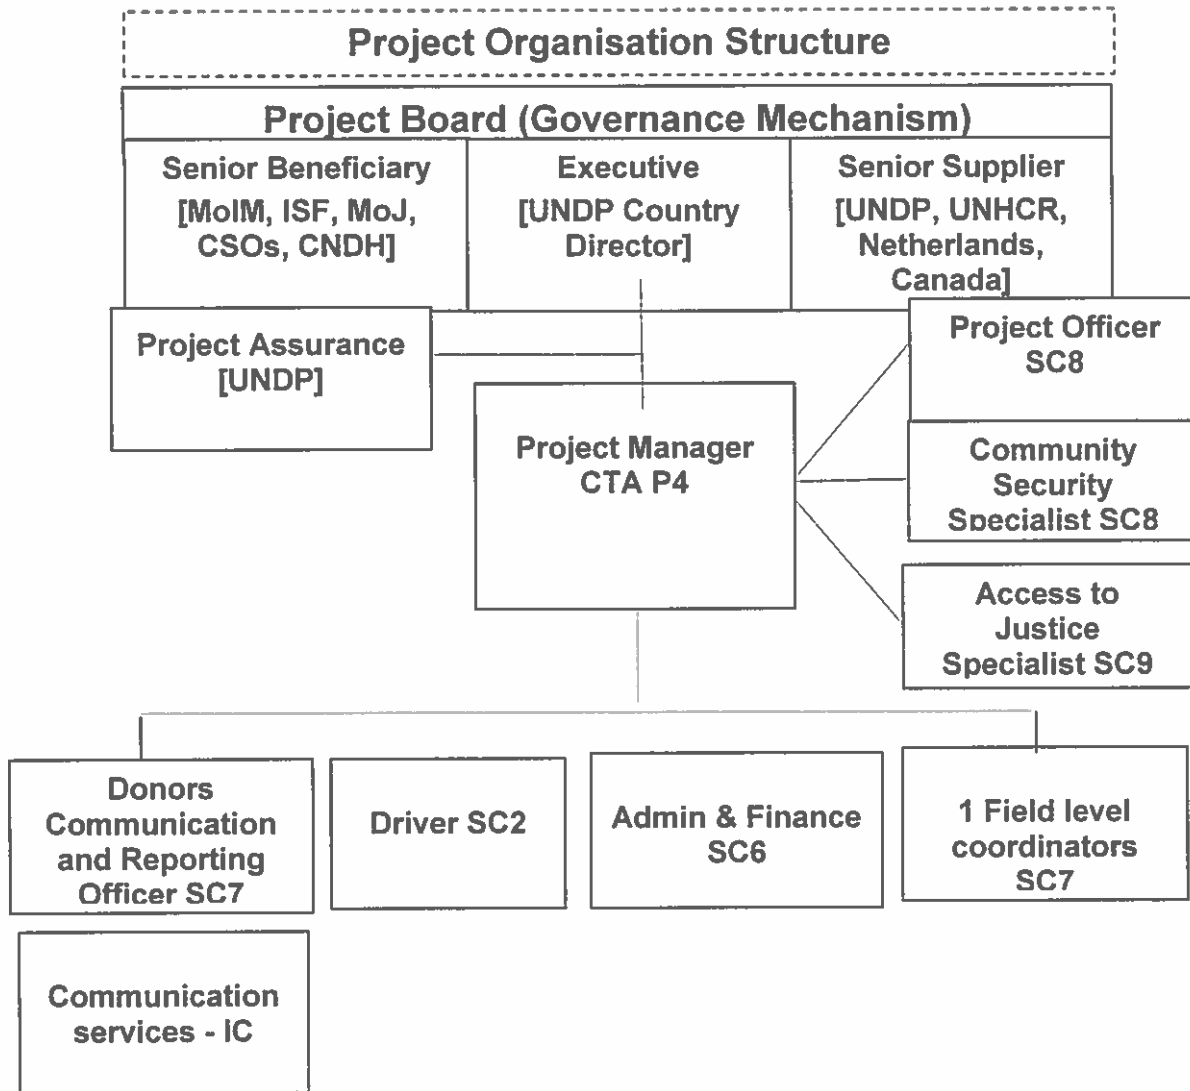 Project Organisation Structure
Project Board (Governance Mechanism)
Senior Beneficiary
[MoIM, ISF, MoJ,
CSOs, CNDH]
Executive
[UNDP Country
Director]
Senior Supplier
[UNDP, UNHCR,
Netherlands,
Canada]
Project Assurance
[UNDP]
Project Officer
SC8
Project Manager
CTA P4
Community
Security
Specialist SC8
Access to
Justice
Specialist SC9
Donors
Communication
and Reporting
Officer SC7
Driver SC2
Admin & Finance
SC6
1 Field level
coordinators
SC7
Communication
services - IC